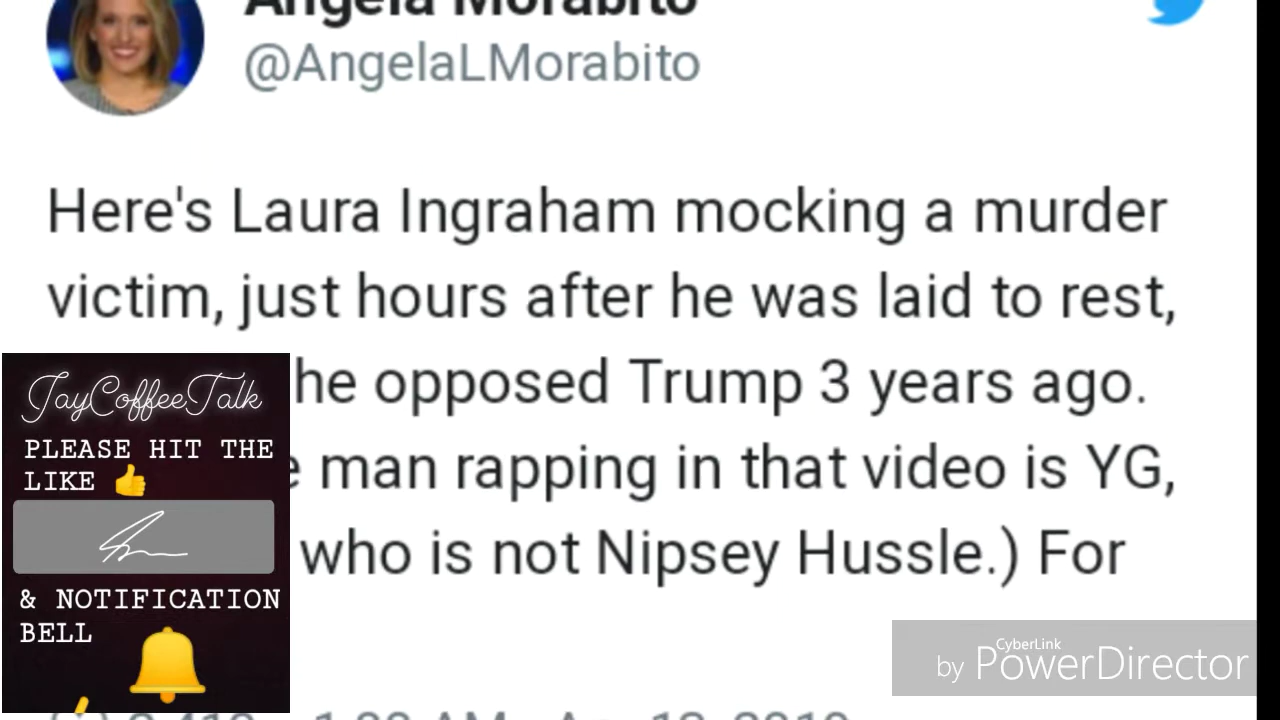 Angela Morabito
@AngelaLMorabito
Here's Laura Ingraham mocking a murder
victim, just hours after he was laid to rest,
he opposed Trump 3 years ago.
man rapping in that video is YG,
who is not Nipsey Hussle.) For
JayCoffeeTalk
PLEASE HIT THE
LIKE 👍
& NOTIFICATION
BELL 🔔
CyberLink
by PowerDirector